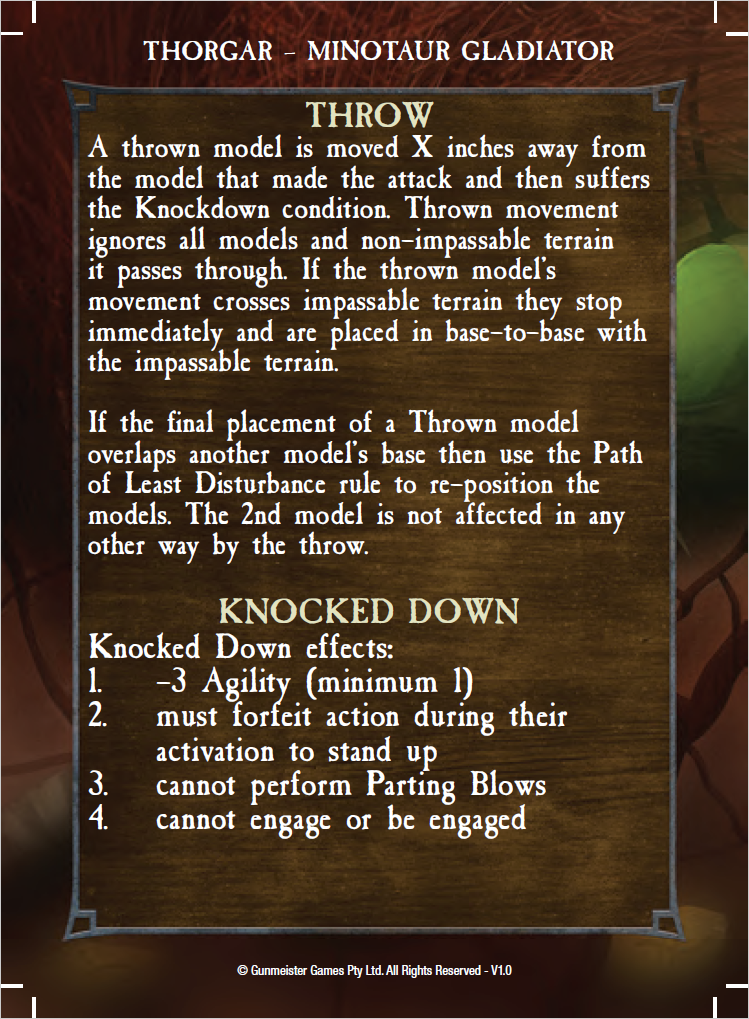 THORGAR - MINOTAUR GLADIATOR
THROW
A thrown model is moved X inches away from
the model that made the attack and then suffers
the Knockdown condition. Thrown movement
ignores all models and non-impassable terrain
it passes through. If the thrown model's
movement crosses impassable terrain they stop
immediately and are placed in base-to-base with
the impassable terrain.
If the final placement of a Thrown model
overlaps another model's base then use the Path
of Least Disturbance rule to re-position the
models. The 2nd model is not affected in any
other way by the throw.
KNOCKED DOWN
Knocked Down effects:
1. -3 Agility (minimum 1)
2. must forfeit action during their
activation to stand up
3. cannot perform Parting Blows
4. cannot engage or be engaged
© Gunmeister Games Pty Ltd. All Rights Reserved - V1.0